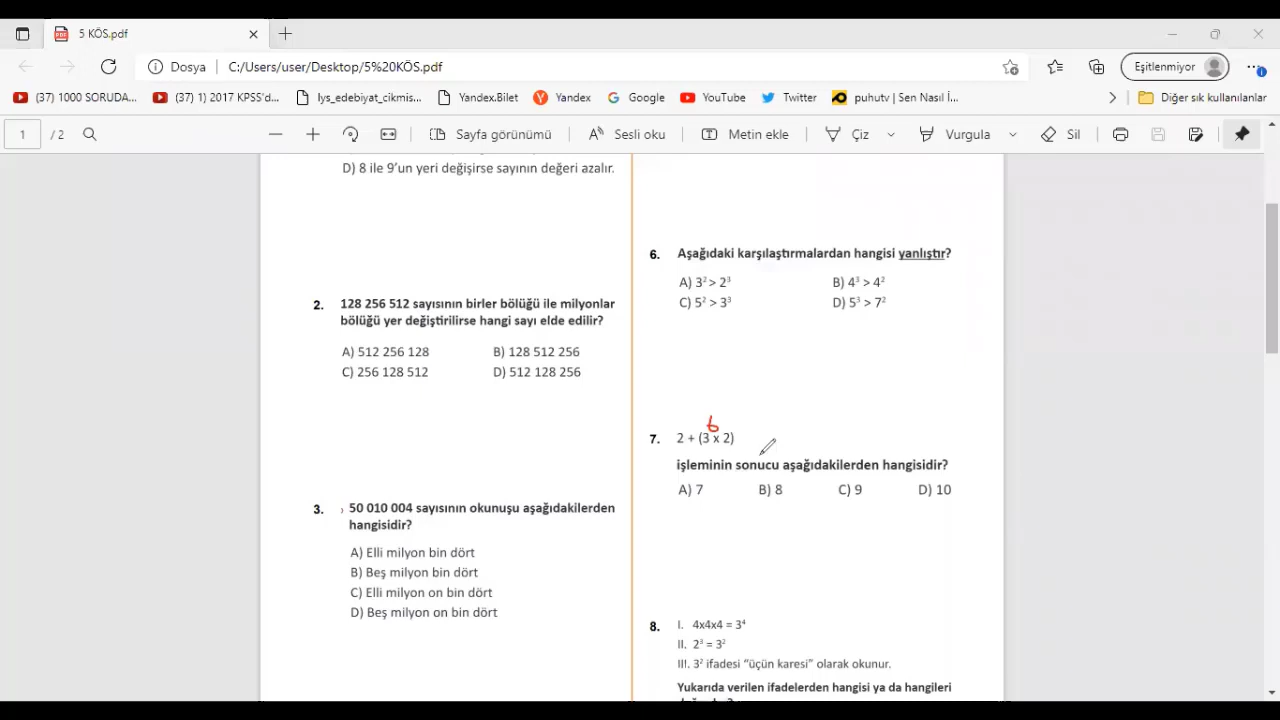 5 KÖS.pdf
Dosya
C:/Users/user/Desktop/5%20KÖS.pdf
Eşitlenmiyor
(37) 1000 SORUDA...
(37) 1) 2017 KPSS'd...
lys_edebiyat_cikmis...
Yandex.Bilet
Yandex
Google
YouTube
Twitter
puhutv | Sen Nasıl İ...
Diğer sık kullanılanlar
1 / 2
Sayfa görünümü
Sesli oku
Metin ekle
Çiz
Vurgula
Sil
D) 8 ile 9'un yeri değişirse sayının değeri azalır.
2. 128 256 512 sayısının birler bölüğü ile milyonlar
bölüğü yer değiştirilirse hangi sayı elde edilir?
A) 512 256 128 B) 128 512 256
C) 256 128 512 D) 512 128 256
3. 50 010 004 sayısının okunuşu aşağıdakilerden
hangisidir?
A) Elli milyon bin dört
B) Beş milyon bin dört
C) Elli milyon on bin dört
D) Beş milyon on bin dört
6. Aşağıdaki karşılaştırmalardan hangisi yanlıştır?
A) 3² > 2³ B) 4³ > 4²
C) 5² > 3³ D) 5³ > 7²
6
7. 2 + (3 x 2)
işleminin sonucu aşağıdakilerden hangisidir?
A) 7 B) 8 C) 9 D) 10
8. I. 4x4x4 = 3⁴
II. 2³ = 3²
III. 3² ifadesi “üçün karesi” olarak okunur.
Yukarıda verilen ifadelerden hangisi ya da hangileri